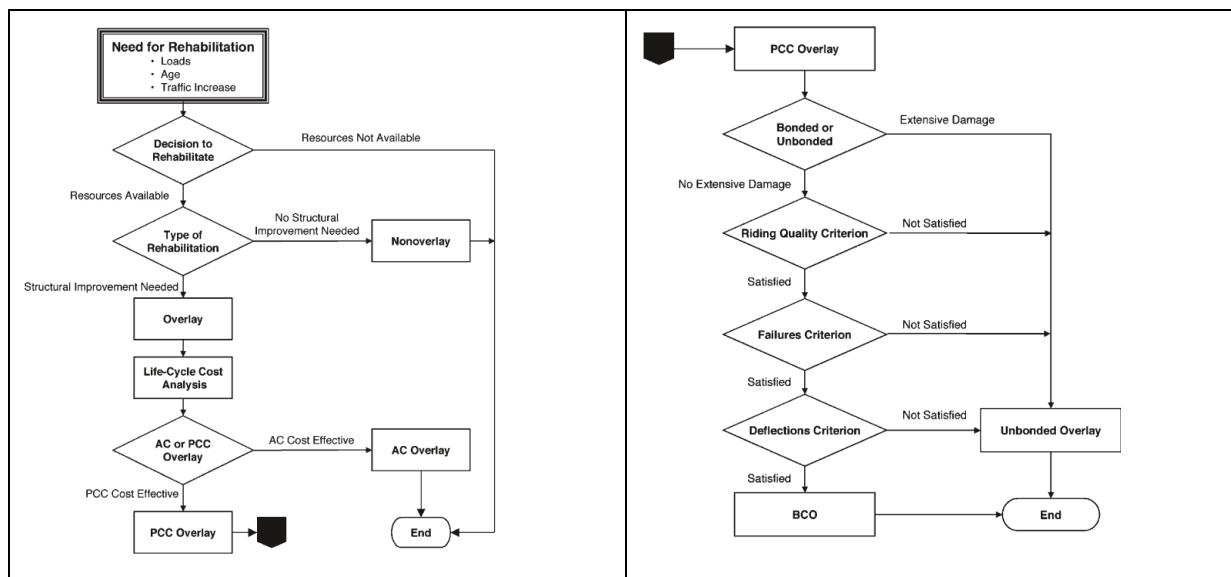 Need for Rehabilitation
· Loads
· Age
· Traffic Increase
Decision to
Rehabilitate
Resources Not Available
Resources Available
Type of
Rehabilitation
No Structural
Improvement Needed
Nonoverlay
Structural Improvement Needed
Overlay
Life-Cycle Cost
Analysis
AC or PCC
Overlay
AC Cost Effective
AC Overlay
PCC Cost Effective
PCC Overlay
End
PCC Overlay
Bonded or
Unbonded
Extensive Damage
No Extensive Damage
Riding Quality Criterion
Not Satisfied
Satisfied
Failures Criterion
Not Satisfied
Satisfied
Deflections Criterion
Not Satisfied
Unbonded Overlay
Satisfied
BCO
End